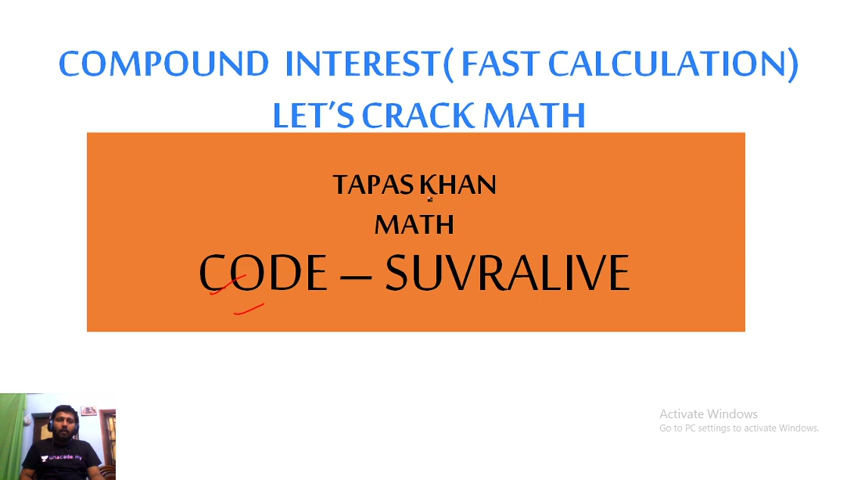 COMPOUND INTEREST( FAST CALCULATION)
LET'S CRACK MATH
TAPAS KHAN
MATH
CODE – SUVRALIVE
Activate Windows
Go to PC settings to activate Windows.
unacademy